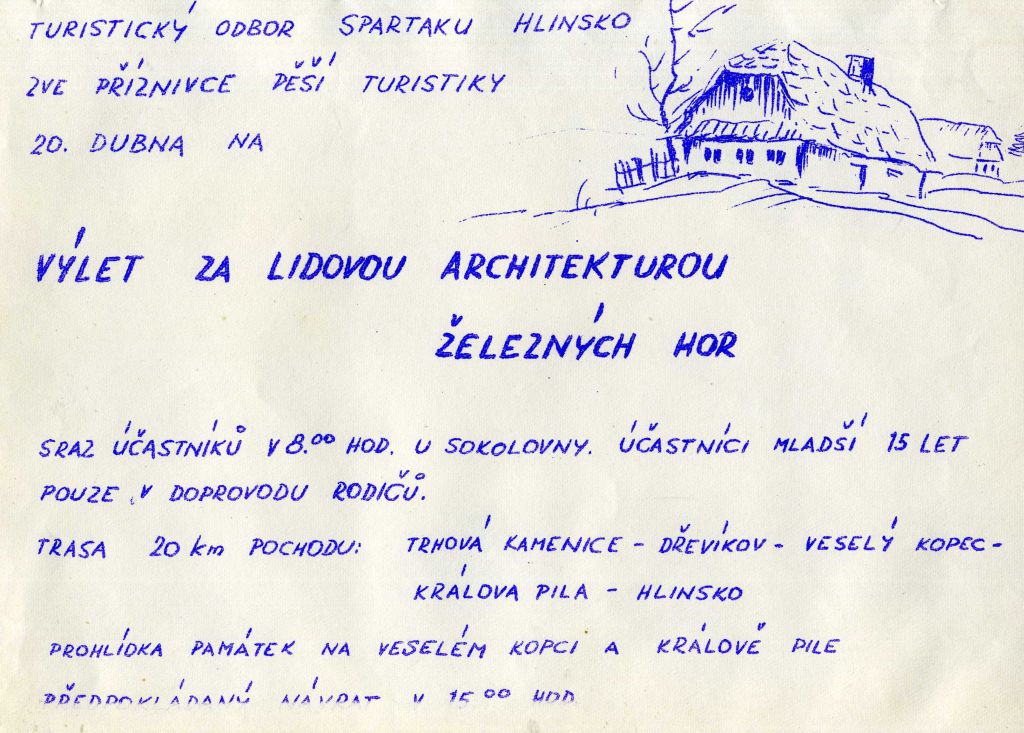 TURISTICKÝ ODBOR SPARTAKU HLINSKO
ZVE PŘÍZNIVCE PĚŠÍ TURISTIKY
20. DUBNA NA
VÝLET ZA LIDOVOU ARCHITEKTUROU
ŽELEZNÝCH HOR
SRAZ ÚČASTNÍKŮ V 8.00 HOD. U SOKOLOVNY. ÚČASTNÍCI MLADŠÍ 15 LET
POUZE V DOPROVODU RODIČŮ.
TRASA 20 km POCHODU: TRHOVÁ KAMENICE - DŘEVÍKOV - VESELÝ KOPEC -
KRÁLOVA PILA - HLINSKO
PROHLÍDKA PAMÁTEK NA VESELÉM KOPCI A KRÁLOVĚ PILE
PŘEDPOKLÁDANÝ NÁVRAT V 15 00 HOD